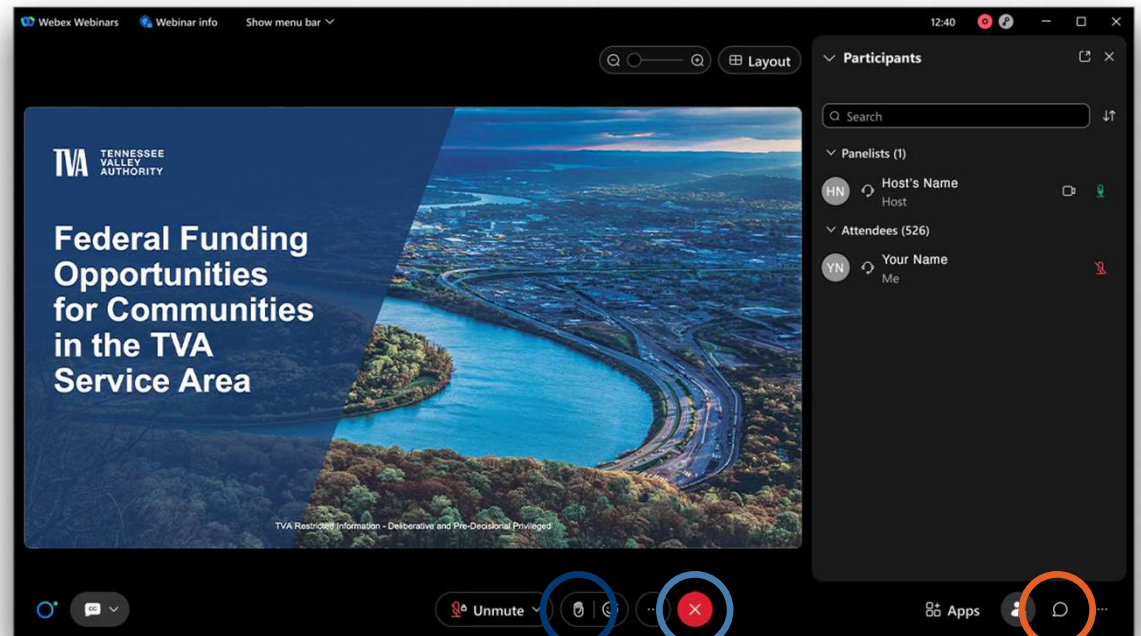 Webex Webinars Webinar info Show menu bar 12:40
Layout
Participants
Search
Panelists (1)
HN Host's Name
Host
Attendees (526)
YN Your Name
Me
TVA TENNESSEE
VALLEY
AUTHORITY
Federal Funding
Opportunities
for Communities
in the TVA
Service Area
TVA Restricted Information - Deliberative and Pre-Decisional Privileged
CC Unmute Apps